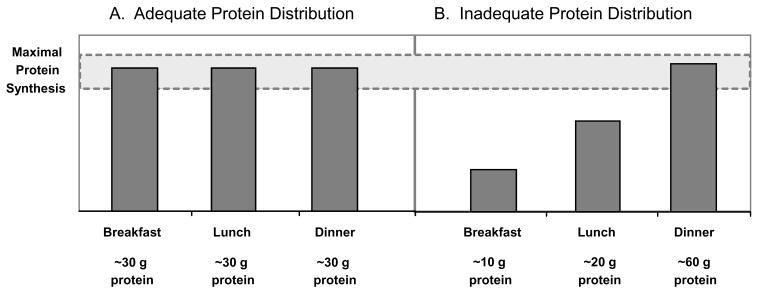 A. Adequate Protein Distribution
B. Inadequate Protein Distribution
Maximal
Protein
Synthesis
Breakfast
Lunch
Dinner
Breakfast
Lunch
Dinner
~30 g
protein
~30 g
protein
~30 g
protein
~10 g
protein
~20 g
protein
~60 g
protein